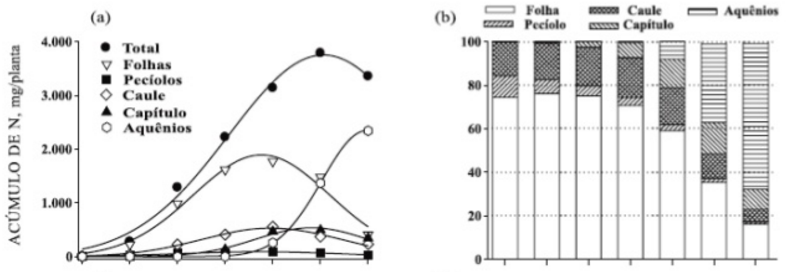 (a)
ACÚMULO DE N, mg/planta
4.000
3.000
2.000
1.000
0
Total
Folhas
Pecíolos
Caule
Capítulo
Aquênios
(b)
Folha Caule Aquênios
Pecíolo Capítulo
100
80
60
40
20
0